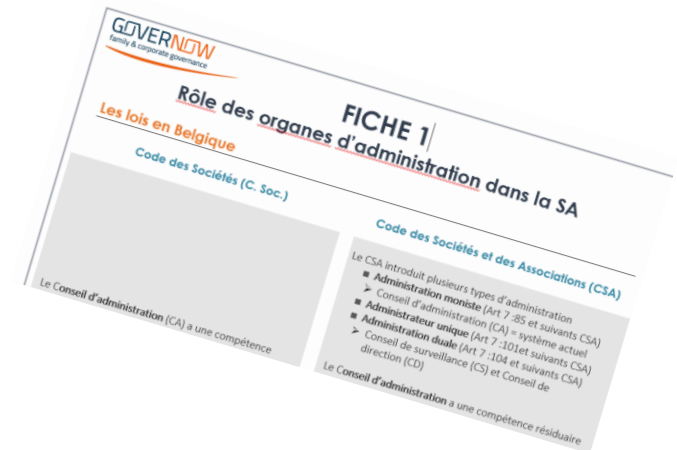 GOVERNOW
family & corporate governance
FICHE 1
Rôle des organes d'administration dans la SA
Les lois en Belgique
Code des Sociétés (C. Soc.)
Le Conseil d'administration (CA) a une compétence
Code des Sociétés et des Associations (CSA)
Le CSA introduit plusieurs types d'administration
▪ Administration moniste (Art 7 :85 et suivants CSA)
➢ Conseil d'administration (CA) = système actuel
▪ Administrateur unique (Art 7 :101et suivants CSA)
▪ Administration duale (Art 7 :104 et suivants CSA)
➢ Conseil de surveillance (CS) et Conseil de
direction (CD)
Le Conseil d'administration a une compétence résiduaire